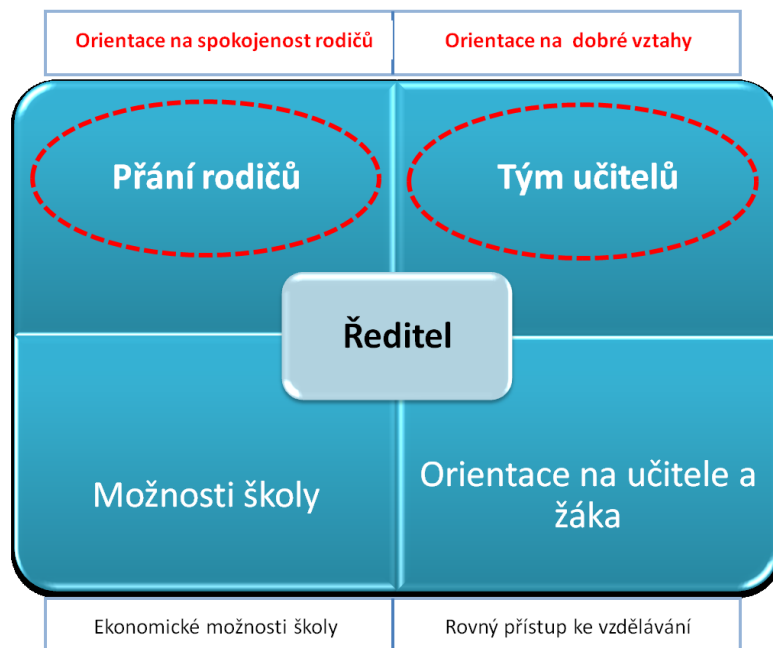 Orientace na spokojenost rodičů
Orientace na dobré vztahy
Přání rodičů
Tým učitelů
Ředitel
Možnosti školy
Orientace na učitele a
žáka
Ekonomické možnosti školy
Rovný přístup ke vzdělávání